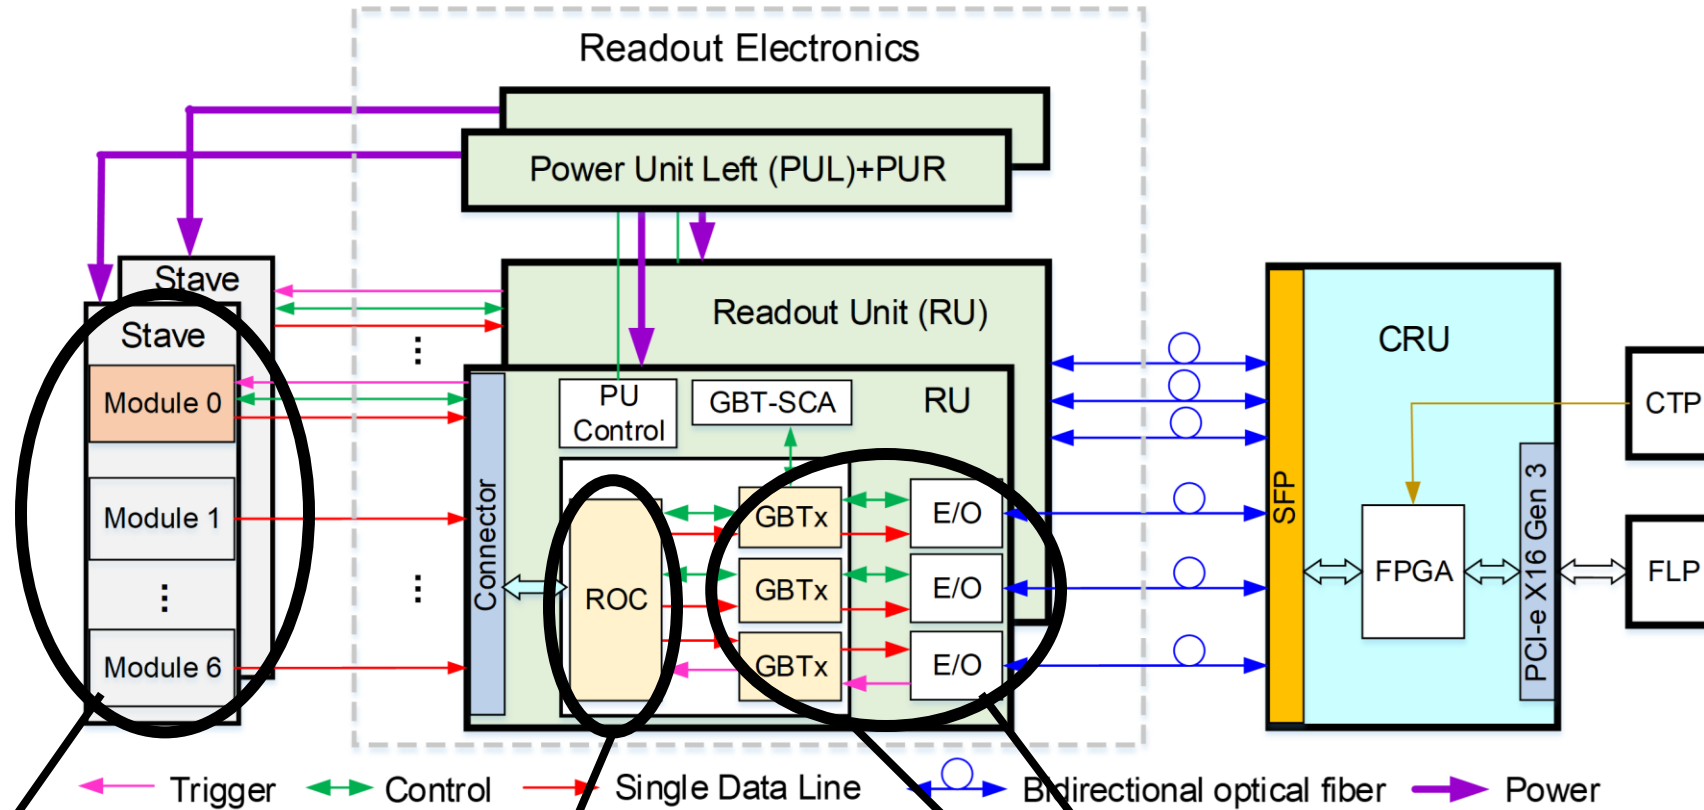 Readout Electronics
Power Unit Left (PUL)+PUR
Stave
Stave
Module 0
Module 1
Module 6
Readout Unit (RU)
RU
PU
Control
GBT-SCA
Connector
ROC
GBTx
E/O
GBTx
E/O
GBTx
E/O
SFP
CRU
FPGA
PCI-e X16 Gen 3
CTP
FLP
Trigger
Control
Single Data Line
Bidirectional optical fiber
Power